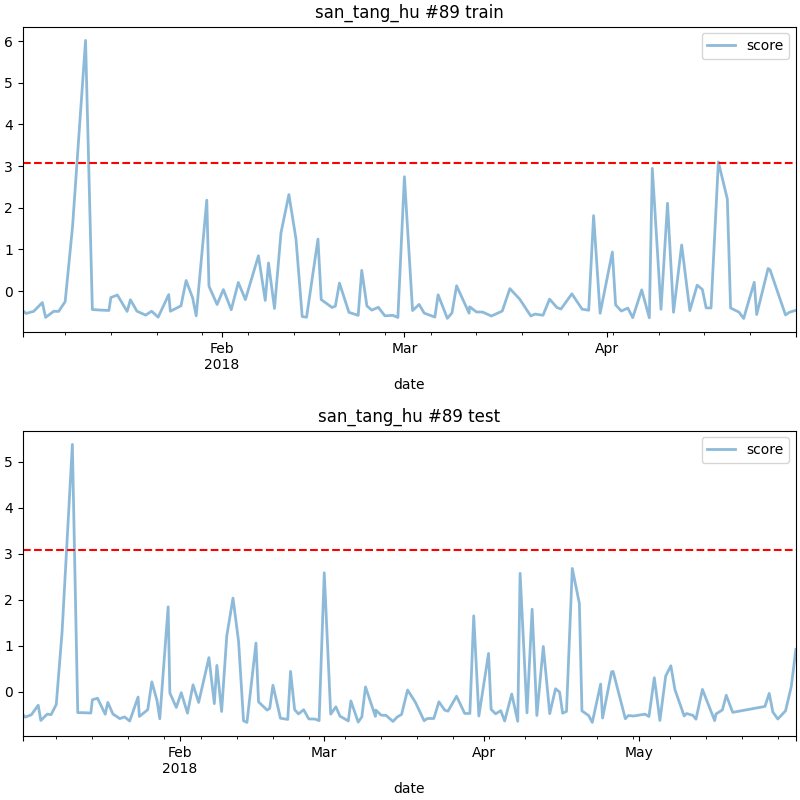 san_tang_hu #89 train
score
6
5
4
3
2
1
0
Feb
2018
Mar
Apr
date
san_tang_hu #89 test
score
5
4
3
2
1
0
Feb
2018
Mar
Apr
May
date